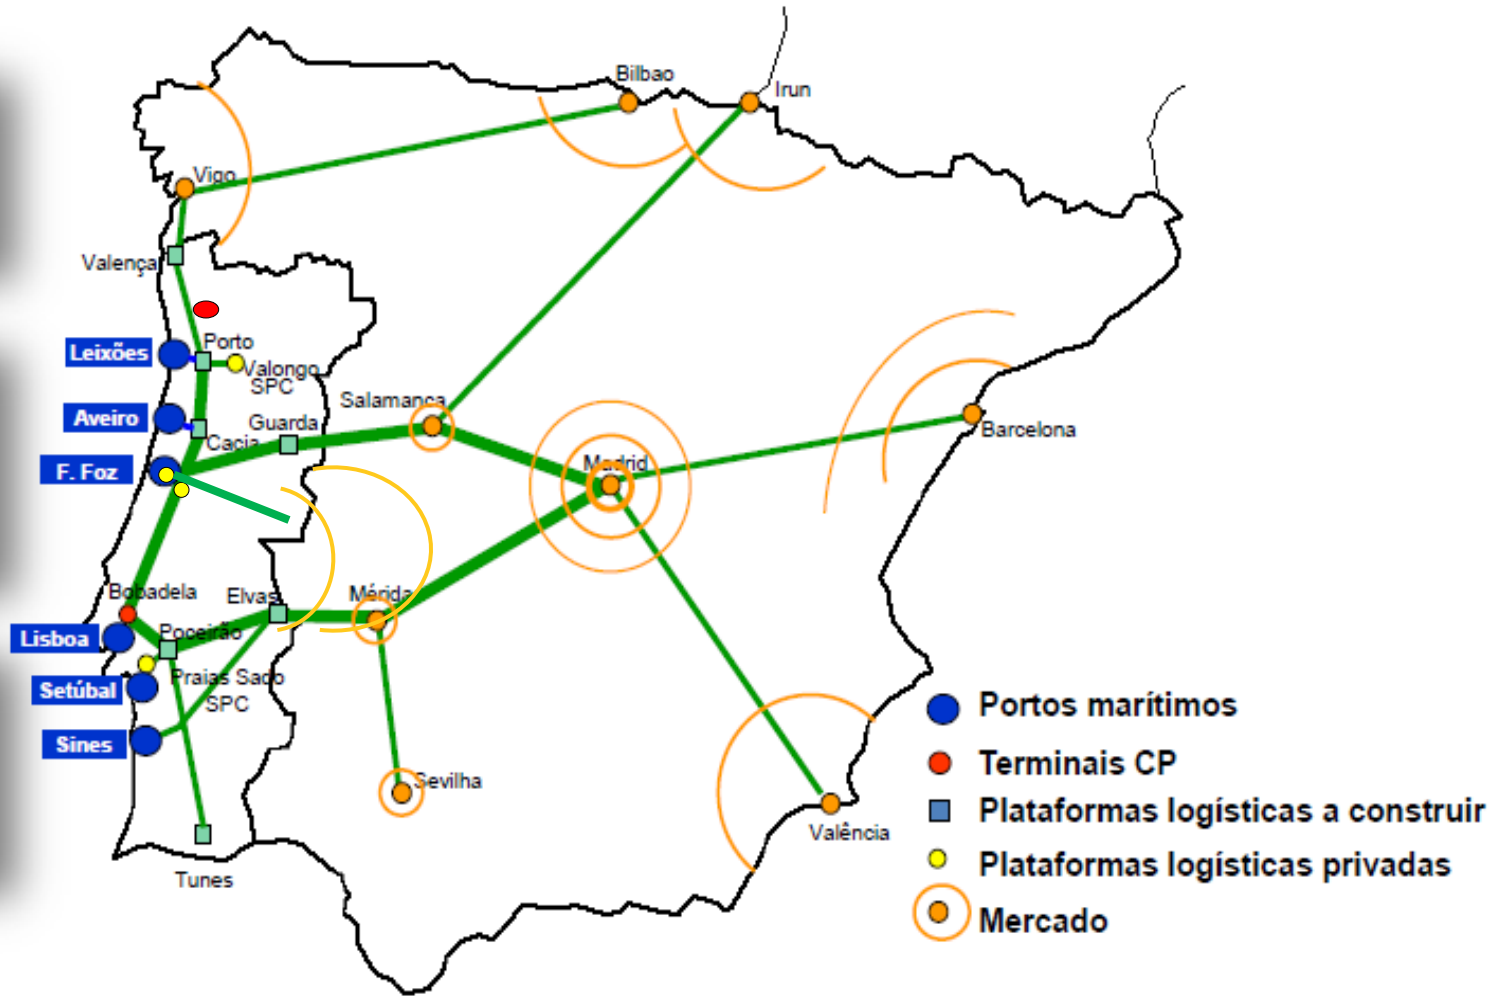 Bilbao
Irun
Vigo
Valença
Porto
Leixões
Valongo
SPC
Salamanca
Aveiro
Guarda
Cacia
Barcelona
Madrid
F. Foz
Bobadela
Elvas
Mérida
Lisboa
Poceirão
Praias Sado
SPC
Setúbal
Sines
Sevilha
Valência
Tunes
Portos marítimos
Terminais CP
Plataformas logísticas a construir
Plataformas logísticas privadas
Mercado